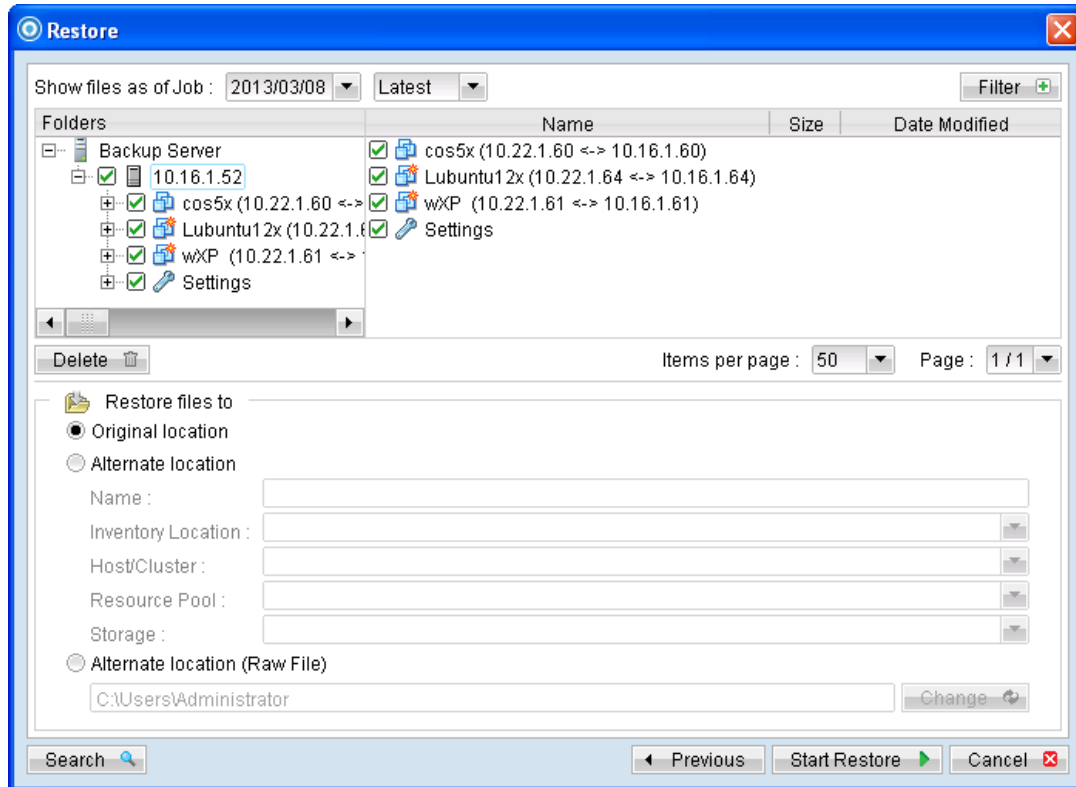 Restore
Show files as of Job : 2013/03/08 Latest Filter
Folders Name Size Date Modified
Backup Server
10.16.1.52
cos5x (10.22.1.60 <->
Lubuntu12x (10.22.1.6
wXP (10.22.1.61 <->
Settings
cos5x (10.22.1.60 <-> 10.16.1.60)
Lubuntu12x (10.22.1.64 <-> 10.16.1.64)
wXP (10.22.1.61 <-> 10.16.1.61)
Settings
Delete Items per page : 50 Page : 1 / 1
Restore files to
Original location
Alternate location
Name :
Inventory Location :
Host/Cluster :
Resource Pool :
Storage :
Alternate location (Raw File)
C:\Users\Administrator Change
Search Previous Start Restore Cancel